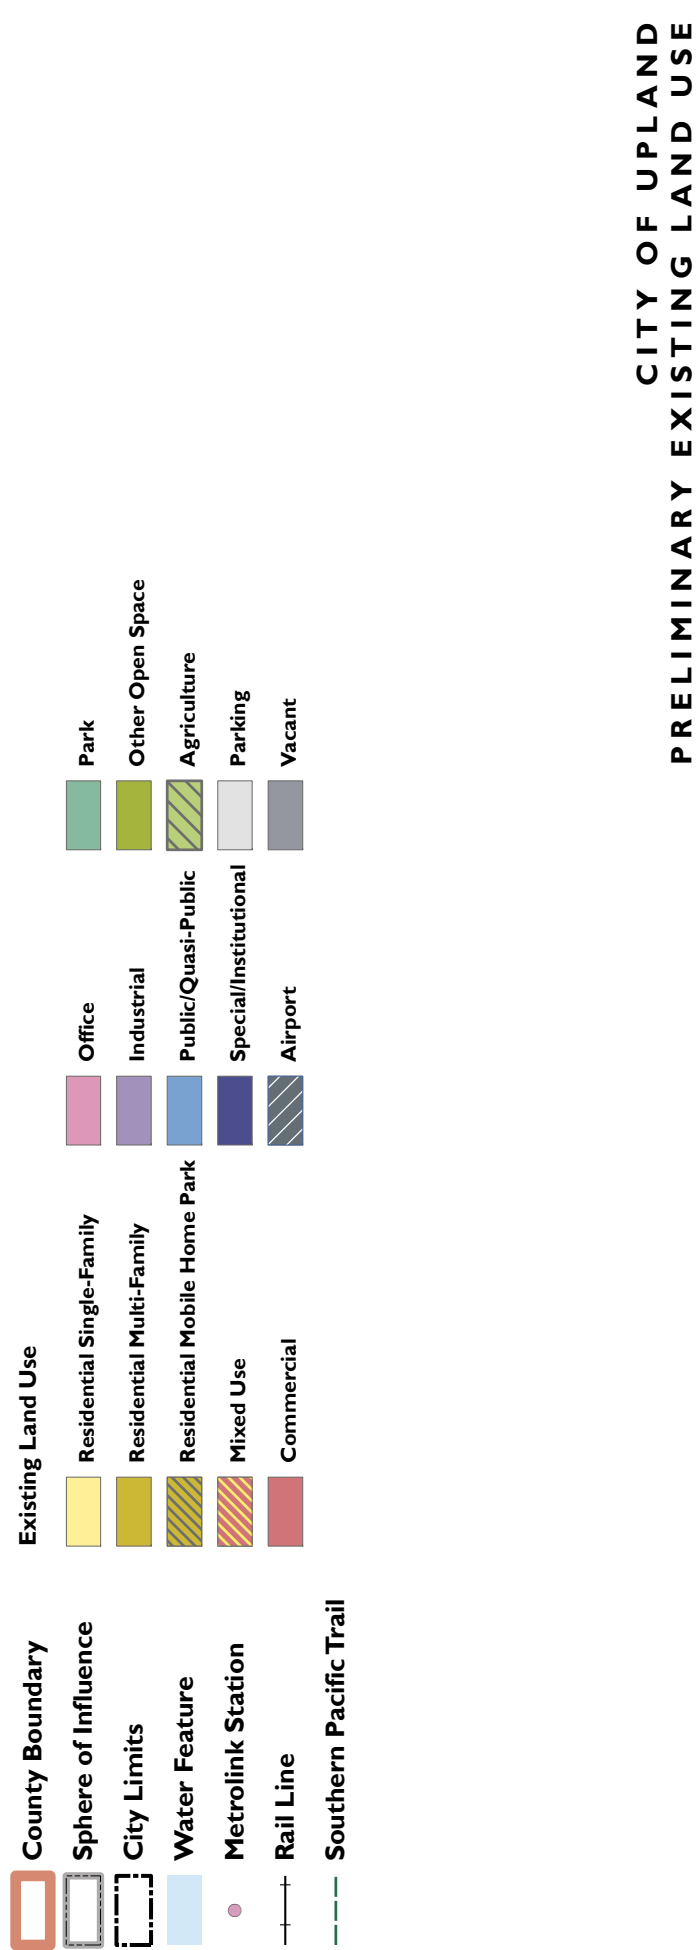 County Boundary
Sphere of Influence
City Limits
Water Feature
Metrolink Station
Rail Line
Southern Pacific Trail
Existing Land Use
Residential Single-Family
Residential Multi-Family
Residential Mobile Home Park
Mixed Use
Commercial
Office
Industrial
Public/Quasi-Public
Special/Institutional
Airport
Park
Other Open Space
Agriculture
Parking
Vacant
CITY OF UPLAND
PRELIMINARY EXISTING LAND USE